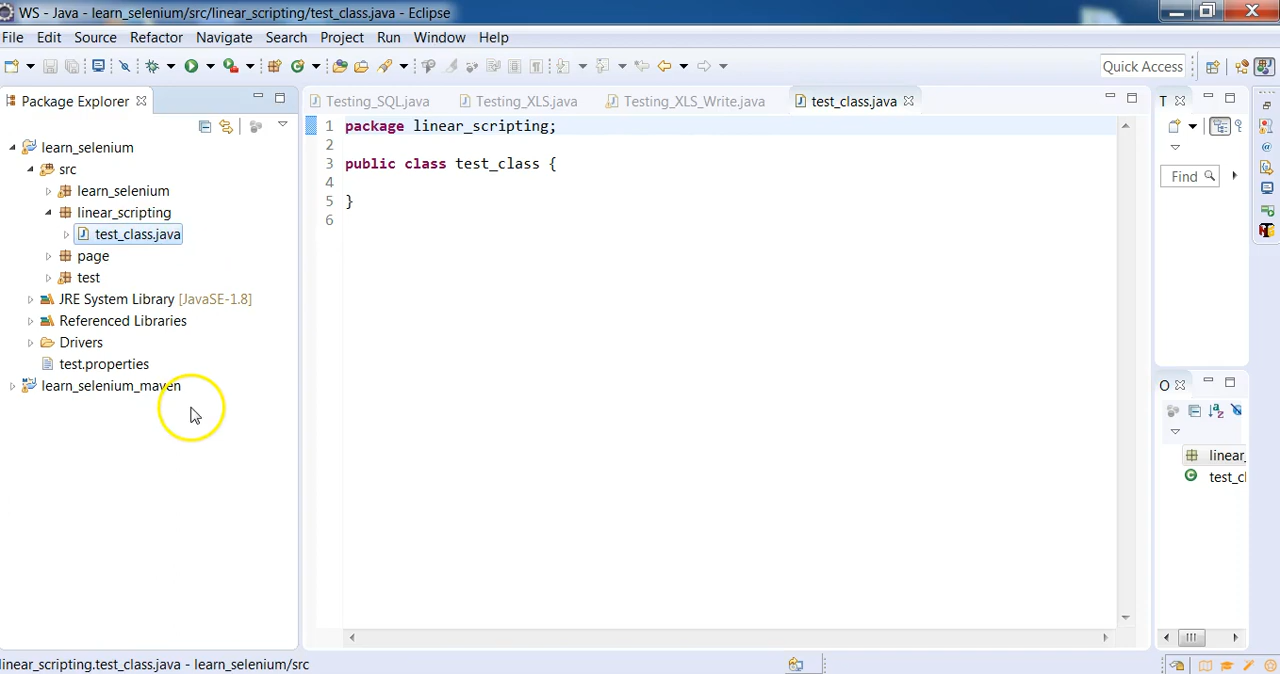 WS - Java - learn_selenium/src/linear_scripting/test_class.java - Eclipse
File Edit Source Refactor Navigate Search Project Run Window Help
Quick Access
Package Explorer
Testing_SQL.java Testing_XLS.java Testing_XLS_Write.java test_class.java
T
learn_selenium
src
learn_selenium
linear_scripting
test_class.java
page
test
JRE System Library [JavaSE-1.8]
Referenced Libraries
Drivers
test.properties
learn_selenium_maven
1 package linear_scripting;
2
3 public class test_class {
4
5 }
6
Find
O
linear_
test_cl
linear_scripting.test_class.java - learn_selenium/src